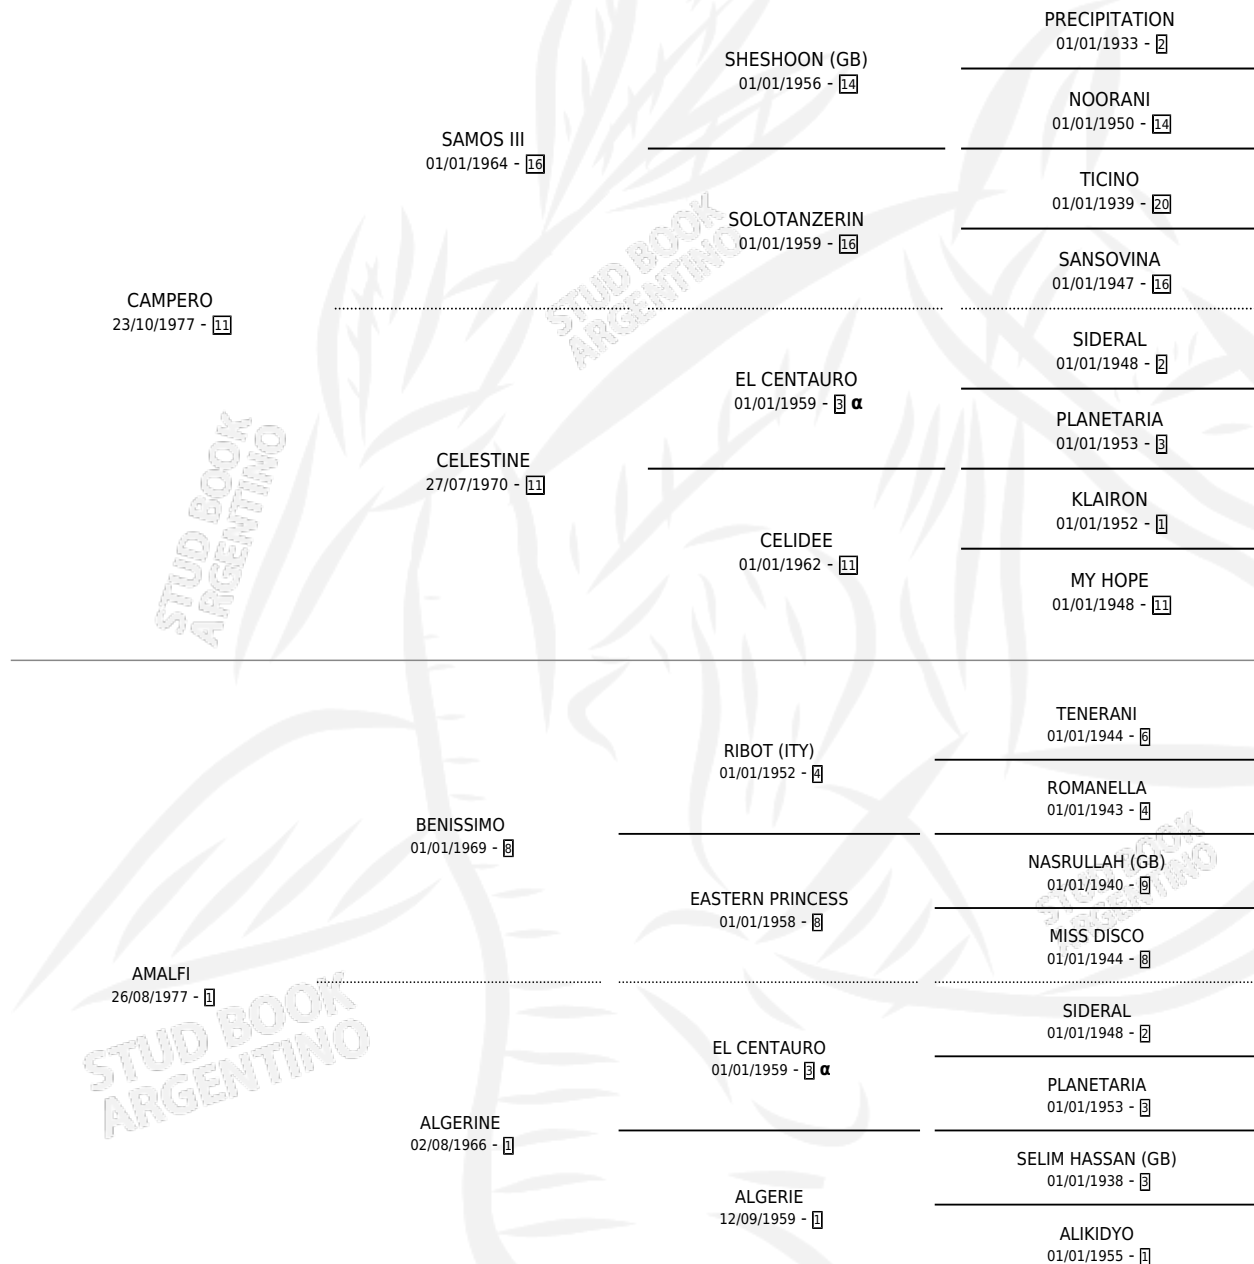 PRECIPITATION
01/01/1933 - 2
SHESHOON (GB)
01/01/1956 - 14
NOORANI
01/01/1950 - 14
SAMOS III
01/01/1964 - 16
TICINO
01/01/1939 - 20
SOLOTANZERIN
01/01/1959 - 16
SANSOVINA
01/01/1947 - 16
CAMPERO
23/10/1977 - 11
SIDERAL
01/01/1948 - 2
EL CENTAURO
01/01/1959 - 3 α
PLANETARIA
01/01/1953 - 3
CELESTINE
27/07/1970 - 11
KLAIRON
01/01/1952 - 1
CELIDEE
01/01/1962 - 11
MY HOPE
01/01/1948 - 11
TENERANI
01/01/1944 - 6
RIBOT (ITY)
01/01/1952 - 4
ROMANELLA
01/01/1943 - 4
BENISSIMO
01/01/1969 - 8
NASRULLAH (GB)
01/01/1940 - 9
EASTERN PRINCESS
01/01/1958 - 8
MISS DISCO
01/01/1944 - 8
AMALFI
26/08/1977 - 1
SIDERAL
01/01/1948 - 2
EL CENTAURO
01/01/1959 - 3 α
PLANETARIA
01/01/1953 - 3
ALGERINE
02/08/1966 - 1
SELIM HASSAN (GB)
01/01/1938 - 3
ALGERIE
12/09/1959 - 1
ALIKIDYO
01/01/1955 - 1
STUD BOOK
ARGENTINO
STUD BOOK
ARGENTINO
STUD BOOK
ARGENTINO
STUD BOOK
ARGENTINO